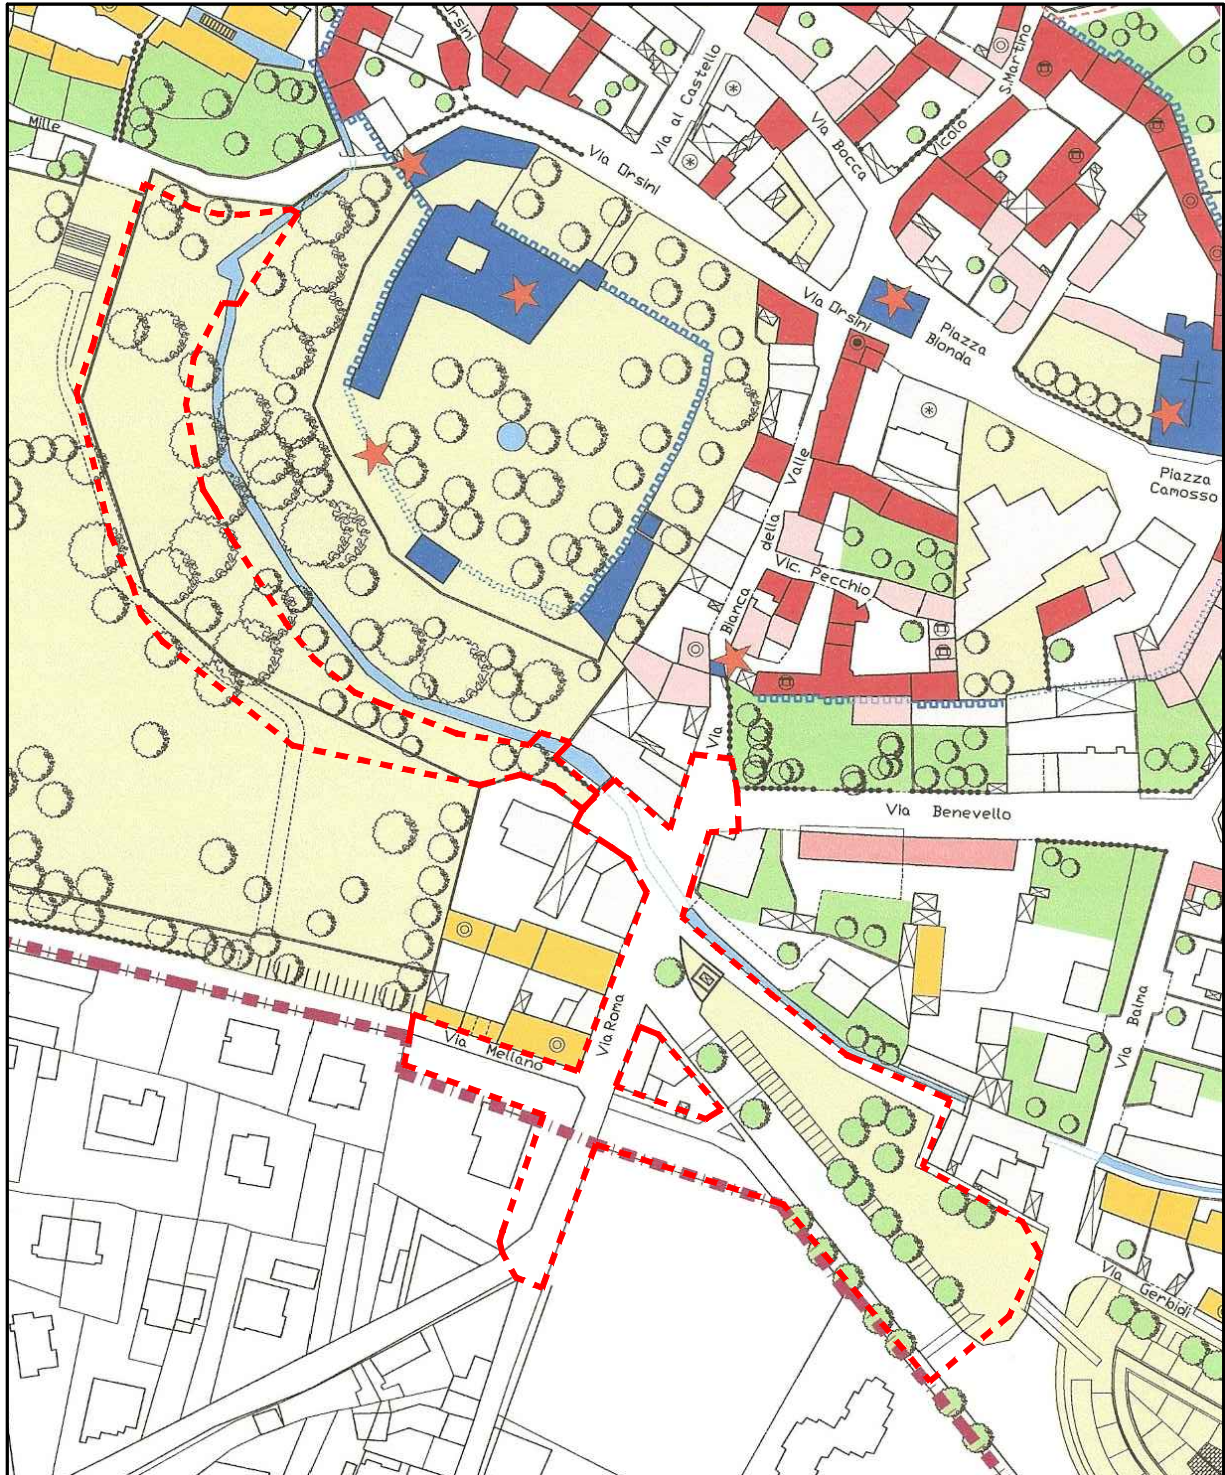 Orsini
S.Martino
Via al Castello
Mille
Via Bocca
Vicolo
Via Orsini
Via Orsini
Piazza
Blonda
Valle
della
Bianca
Via
Piazza
Camosso
Vic. Pecchio
Via Benevello
Via Roma
Via Mellano
Via Balma
Via Gerbidi